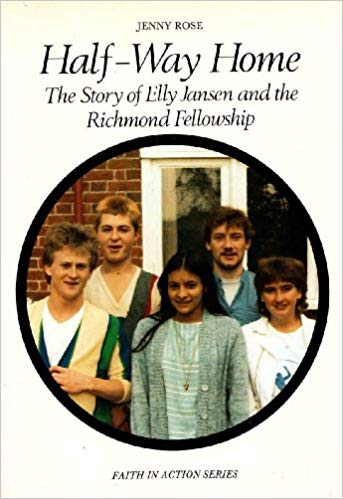 JENNY ROSE
Half-Way Home
The Story of Elly Jansen and the
Richmond Fellowship
FAITH IN ACTION SERIES